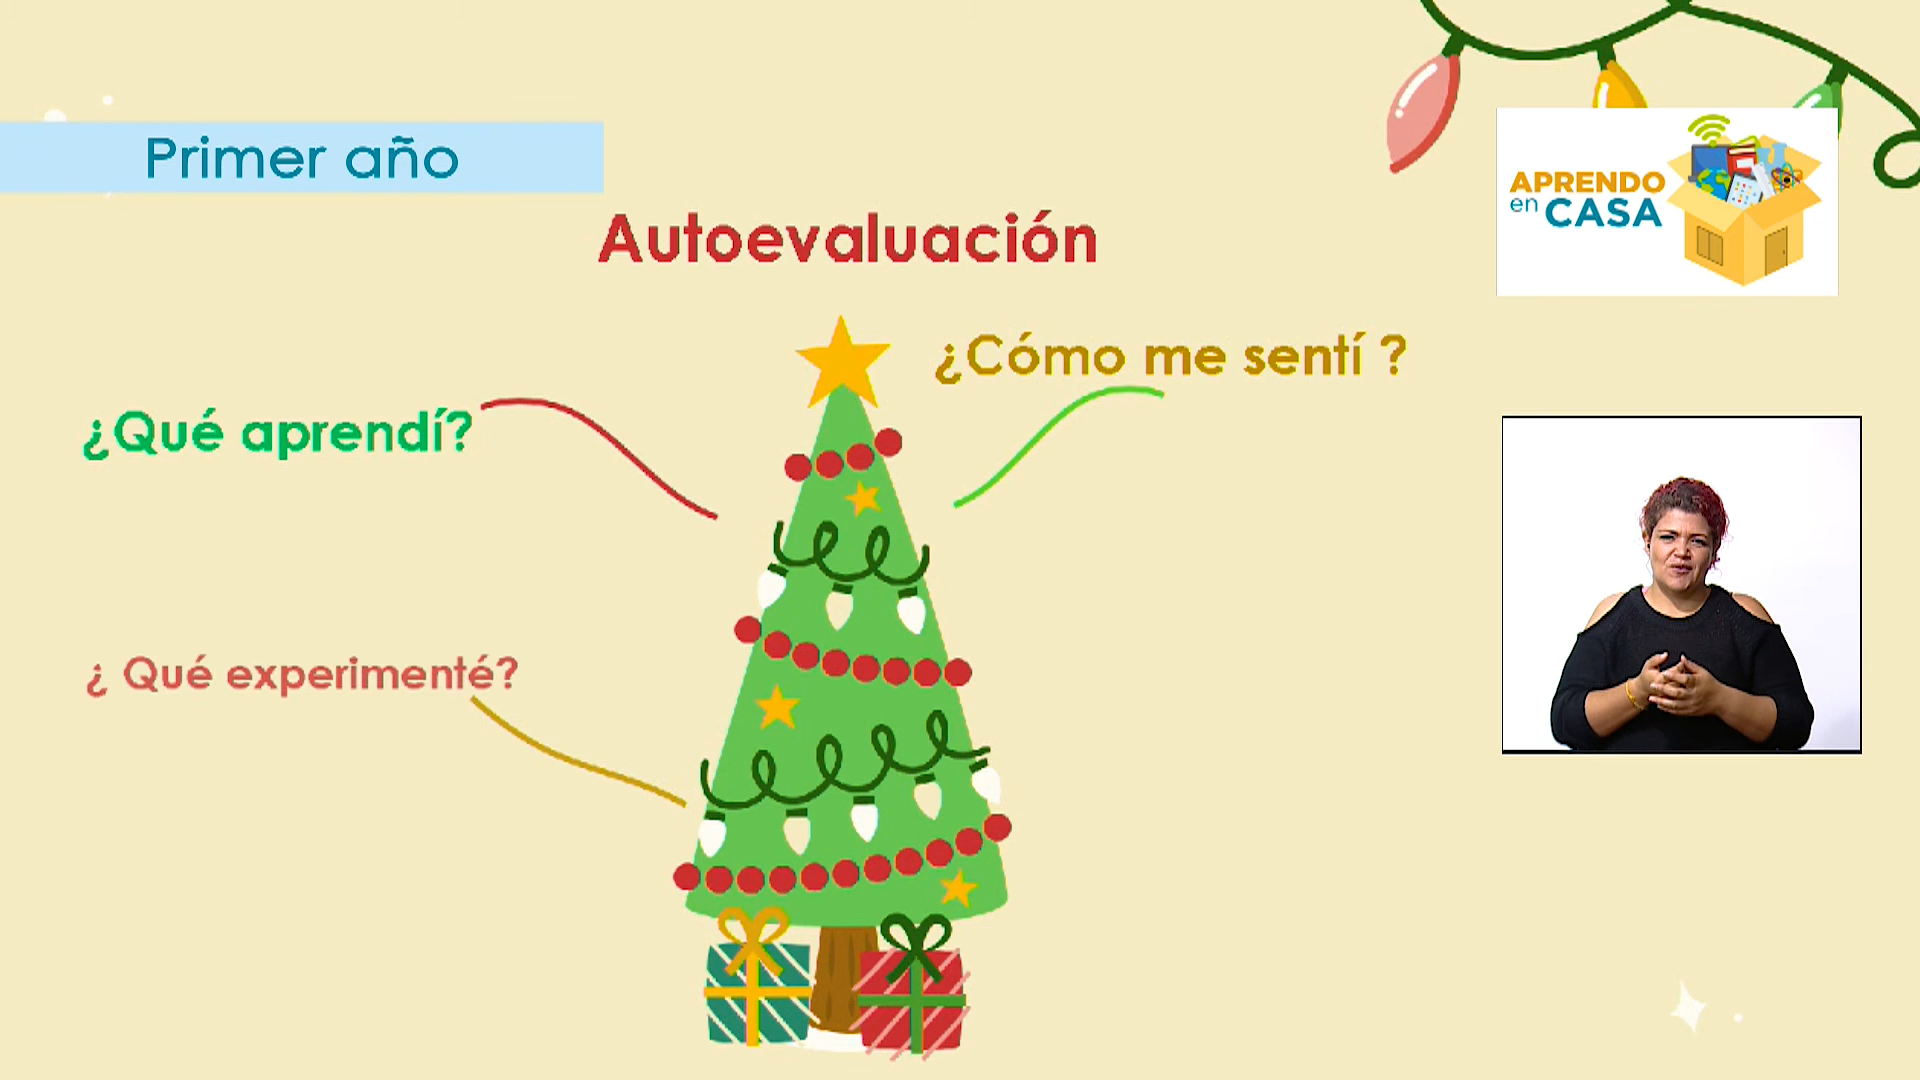 Primer año
APRENDO
en CASA
Autoevaluación
¿Cómo me sentí ?
¿Qué aprendí?
¿ Qué experimenté?